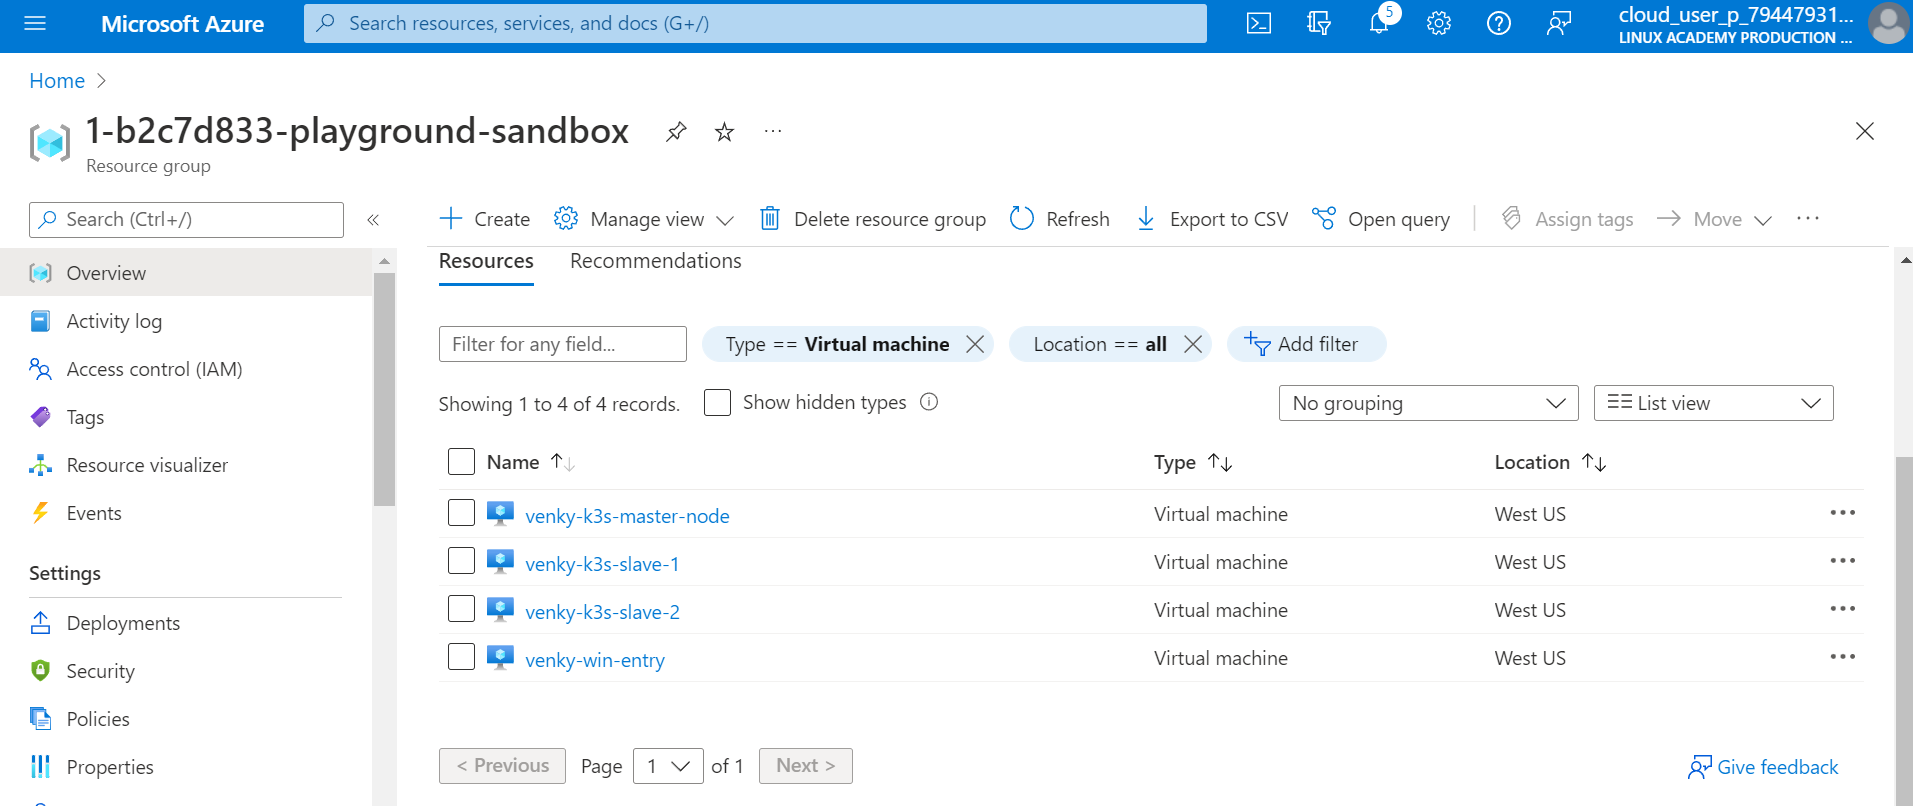 Microsoft Azure
Search resources, services, and docs (G+/)
5
cloud_user_p_79447931...
LINUX ACADEMY PRODUCTION ...
Home >
1-b2c7d833-playground-sandbox
...
Resource group
Search (Ctrl+/)
«
Create
Manage view
Delete resource group
Refresh
Export to CSV
Open query
Assign tags
Move
...
Overview
Activity log
Access control (IAM)
Tags
Resource visualizer
Events
Settings
Deployments
Security
Policies
Properties
Resources
Recommendations
Filter for any field...
Type == Virtual machine
Location == all
Add filter
Showing 1 to 4 of 4 records.
Show hidden types
No grouping
List view
Name ↑↓ Type ↑↓ Location ↑↓
venky-k3s-master-node Virtual machine West US ...
venky-k3s-slave-1 Virtual machine West US ...
venky-k3s-slave-2 Virtual machine West US ...
venky-win-entry Virtual machine West US ...
< Previous Page 1 of 1 Next >
Give feedback